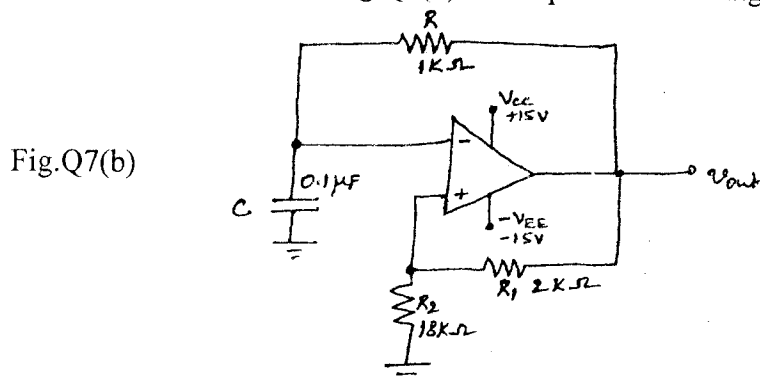 R
1KΩ
Vcc
+15V
Fig.Q7(b)
0.1µF
C
-
+
Vout
-VEE
-15V
R1 2KΩ
R2
18KΩ